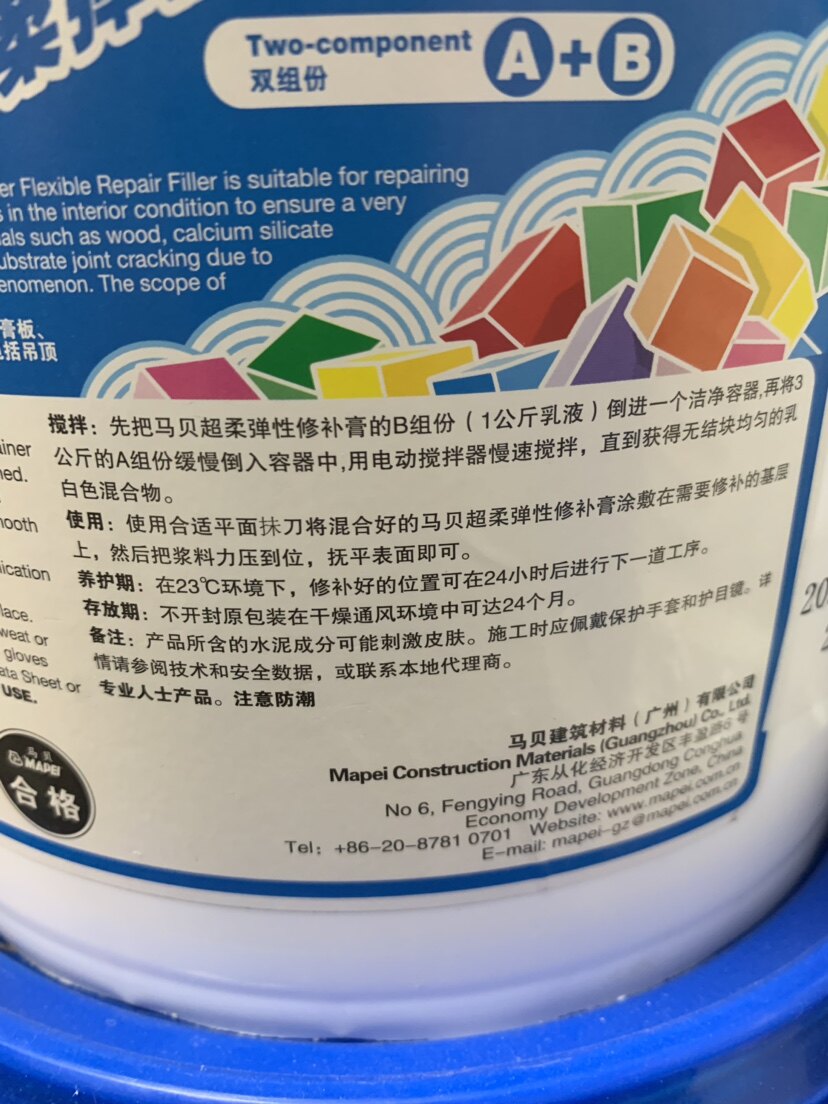 Two-component
双组份
A+B
er Flexible Repair Filler is suitable for repairing
s in the interior condition to ensure a very
als such as wood, calcium silicate
ubstrate joint cracking due to
enomenon. The scope of
膏板、
括吊顶
搅拌：先把马贝超柔弹性修补膏的B组份（1公斤乳液）倒进一个洁净容器,再将3
公斤的A组份缓慢倒入容器中,用电动搅拌器慢速搅拌，直到获得无结块均匀的乳
白色混合物。
使用：使用合适平面抹刀将混合好的马贝超柔弹性修补膏涂敷在需要修补的基层
上，然后把浆料力压到位，抚平表面即可。
养护期：在23℃环境下，修补好的位置可在24小时后进行下一道工序。
存放期：不开封原包装在干燥通风环境中可达24个月。
备注：产品所含的水泥成分可能刺激皮肤。施工时应佩戴保护手套和护目镜。详
情请参阅技术和安全数据，或联系本地代理商。
专业人士产品。注意防潮
ainer
ned.
nooth
ication
lace.
weat or
gloves
ata Sheet or
USE.
马贝
MAPEI
合格
马贝建筑材料（广州）有限公司
Mapei Construction Materials (Guangzhou) Co., Ltd.
广东从化经济开发区丰盈路6号
No 6, Fengying Road, Guangdong Conghua
Economy Development Zone, China
Tel：+86-20-8781 0701 Website: www.mapei.com.cn
E-mail: mapei-gz@mapei.com.cn
20